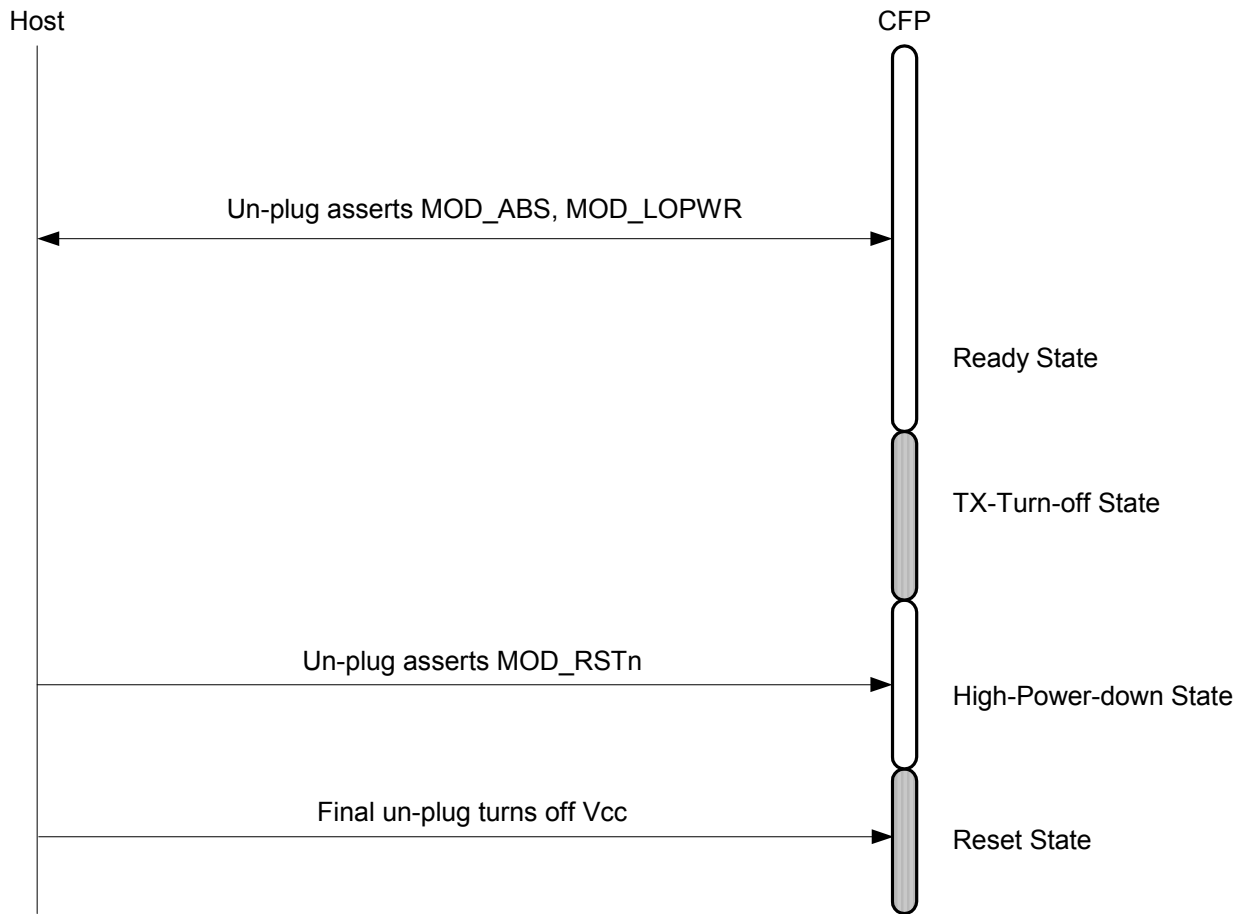 Host
CFP
Un-plug asserts MOD_ABS, MOD_LOPWR
Ready State
TX-Turn-off State
Un-plug asserts MOD_RSTn
High-Power-down State
Final un-plug turns off Vcc
Reset State